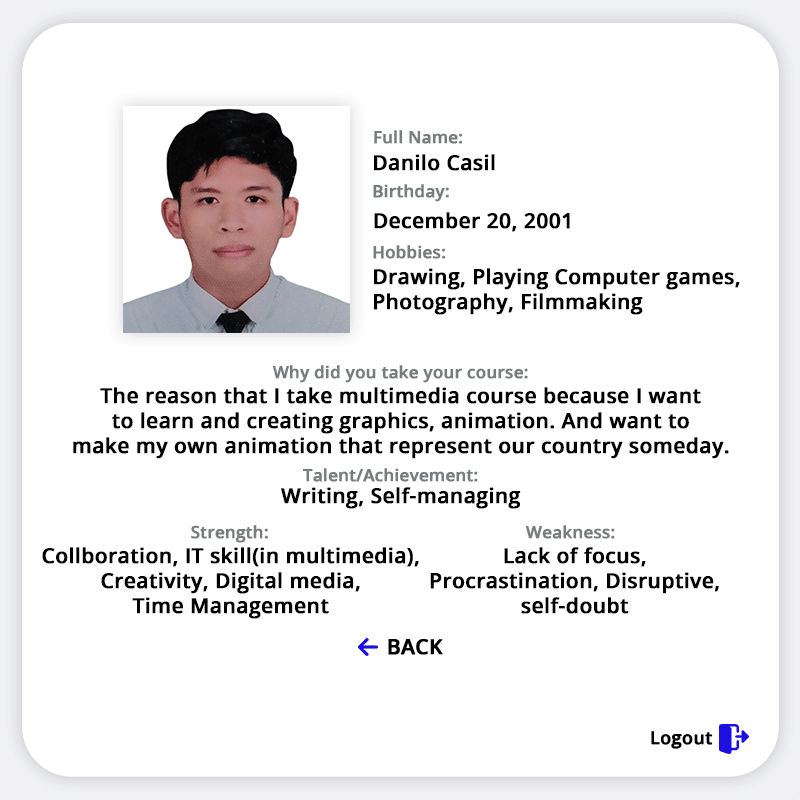 Full Name:
Danilo Casil
Birthday:
December 20, 2001
Hobbies:
Drawing, Playing Computer games,
Photography, Filmmaking
Why did you take your course:
The reason that I take multimedia course because I want
to learn and creating graphics, animation. And want to
make my own animation that represent our country someday.
Talent/Achievement:
Writing, Self-managing
Strength:
Collboration, IT skill(in multimedia),
Creativity, Digital media,
Time Management
Weakness:
Lack of focus,
Procrastination, Disruptive,
self-doubt
BACK
Logout